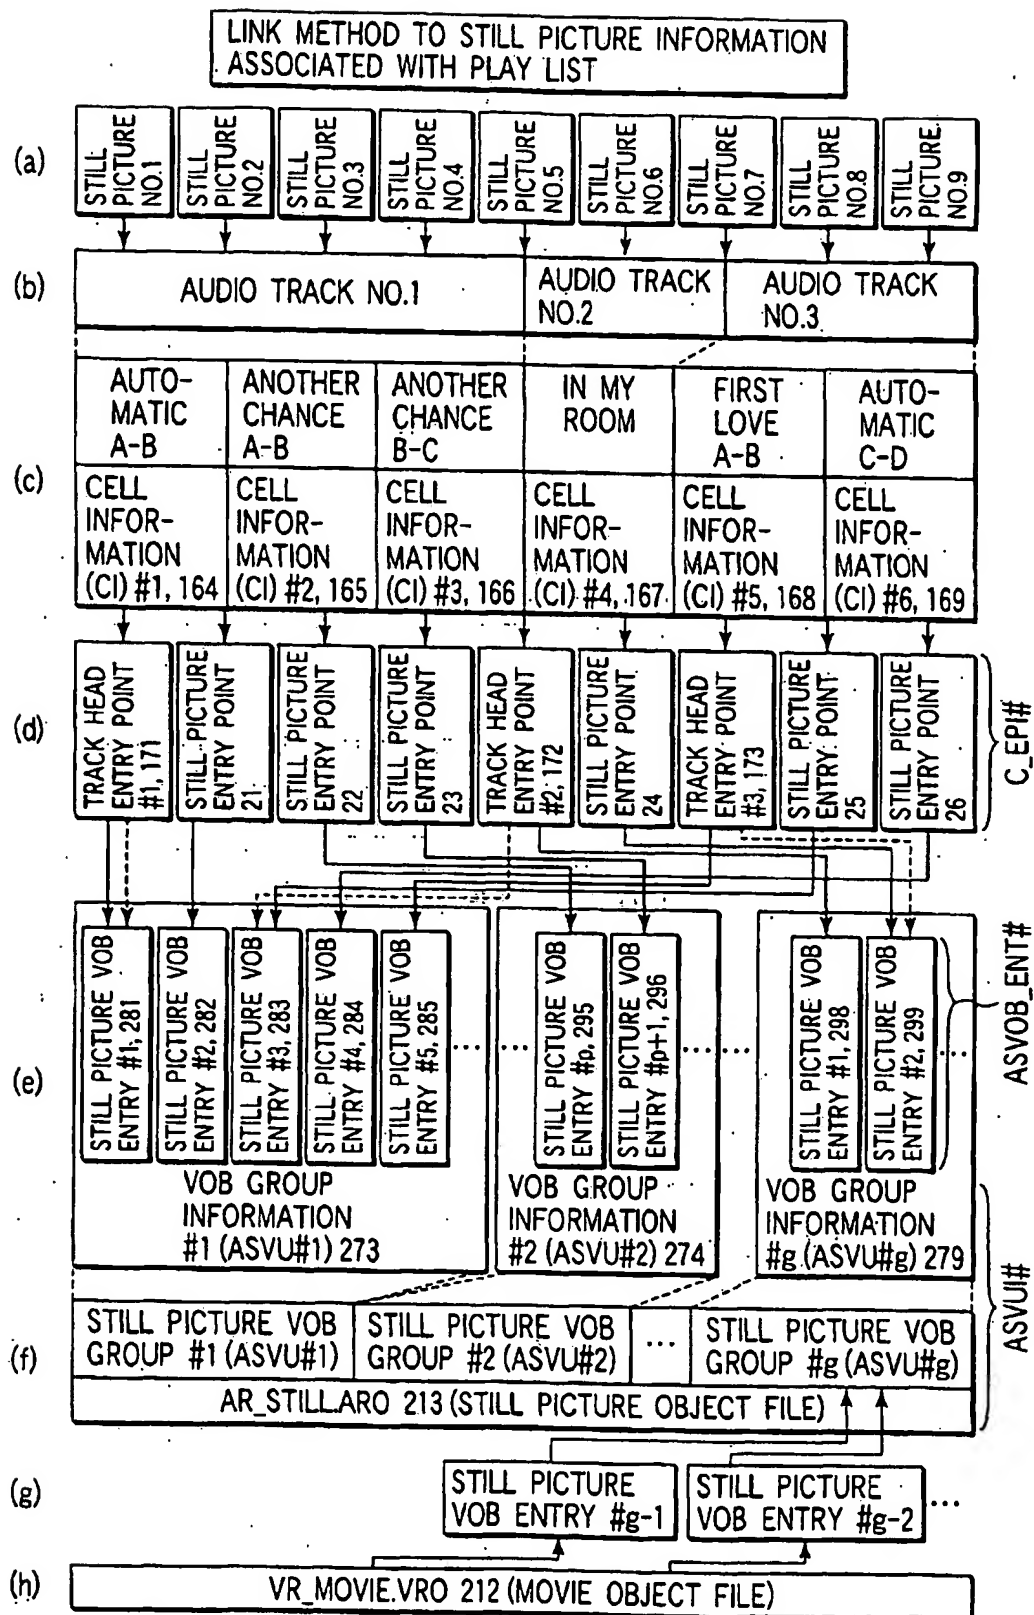 LINK METHOD TO STILL PICTURE INFORMATION
ASSOCIATED WITH PLAY LIST
(a)
STILL
PICTURE
NO.1
STILL
PICTURE
NO.2
STILL
PICTURE
NO.3
STILL
PICTURE
NO.4
STILL
PICTURE
NO.5
STILL
PICTURE
NO.6
STILL
PICTURE
NO.7
STILL
PICTURE
NO.8
STILL
PICTURE
NO.9
(b)
AUDIO TRACK NO.1
AUDIO TRACK
NO.2
AUDIO TRACK
NO.3
(c)
AUTO-
MATIC
A-B
ANOTHER
CHANCE
A-B
ANOTHER
CHANCE
B-C
IN MY
ROOM
FIRST
LOVE
A-B
AUTO-
MATIC
C-D
CELL
INFOR-
MATION
(CI) #1, 164
CELL
INFOR-
MATION
(CI) #2, 165
CELL
INFOR-
MATION
(CI) #3, 166
CELL
INFOR-
MATION
(CI) #4, 167
CELL
INFOR-
MATION
(CI) #5, 168
CELL
INFOR-
MATION
(CI) #6, 169
(d)
TRACK HEAD
ENTRY POINT
#1, 171
STILL PICTURE
ENTRY POINT
21
STILL PICTURE
ENTRY POINT
22
STILL PICTURE
ENTRY POINT
23
TRACK HEAD
ENTRY POINT
#2, 172
STILL PICTURE
ENTRY POINT
24
TRACK HEAD
ENTRY POINT
#3, 173
STILL PICTURE
ENTRY POINT
25
STILL PICTURE
ENTRY POINT
26
C_EPI#
(e)
STILL PICTURE VOB
ENTRY #1, 281
STILL PICTURE VOB
ENTRY #2, 282
STILL PICTURE VOB
ENTRY #3, 283
STILL PICTURE VOB
ENTRY #4, 284
STILL PICTURE VOB
ENTRY #5, 285
STILL PICTURE VOB
ENTRY #p, 295
STILL PICTURE VOB
ENTRY #p+1, 296
STILL PICTURE VOB
ENTRY #1, 298
STILL PICTURE VOB
ENTRY #2, 299
ASVOB_ENT#
VOB GROUP
INFORMATION
#1 (ASVU#1) 273
VOB GROUP
INFORMATION
#2 (ASVU#2) 274
VOB GROUP
INFORMATION
#g (ASVU#g) 279
ASVUI#
(f)
STILL PICTURE VOB
GROUP #1 (ASVU#1)
STILL PICTURE VOB
GROUP #2 (ASVU#2)
...
STILL PICTURE VOB
GROUP #g (ASVU#g)
AR_STILL.ARO 213 (STILL PICTURE OBJECT FILE)
(g)
STILL PICTURE
VOB ENTRY #g-1
STILL PICTURE
VOB ENTRY #g-2
...
(h)
VR_MOVIE.VRO 212 (MOVIE OBJECT FILE)